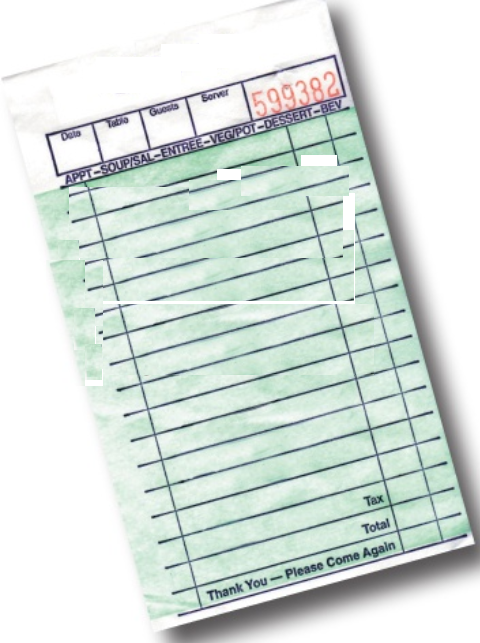 Date Table Guests Server 599382
APPT-SOUP/SAL-ENTREE-VEG/POT-DESSERT-BEV
Tax
Total
Thank You — Please Come Again